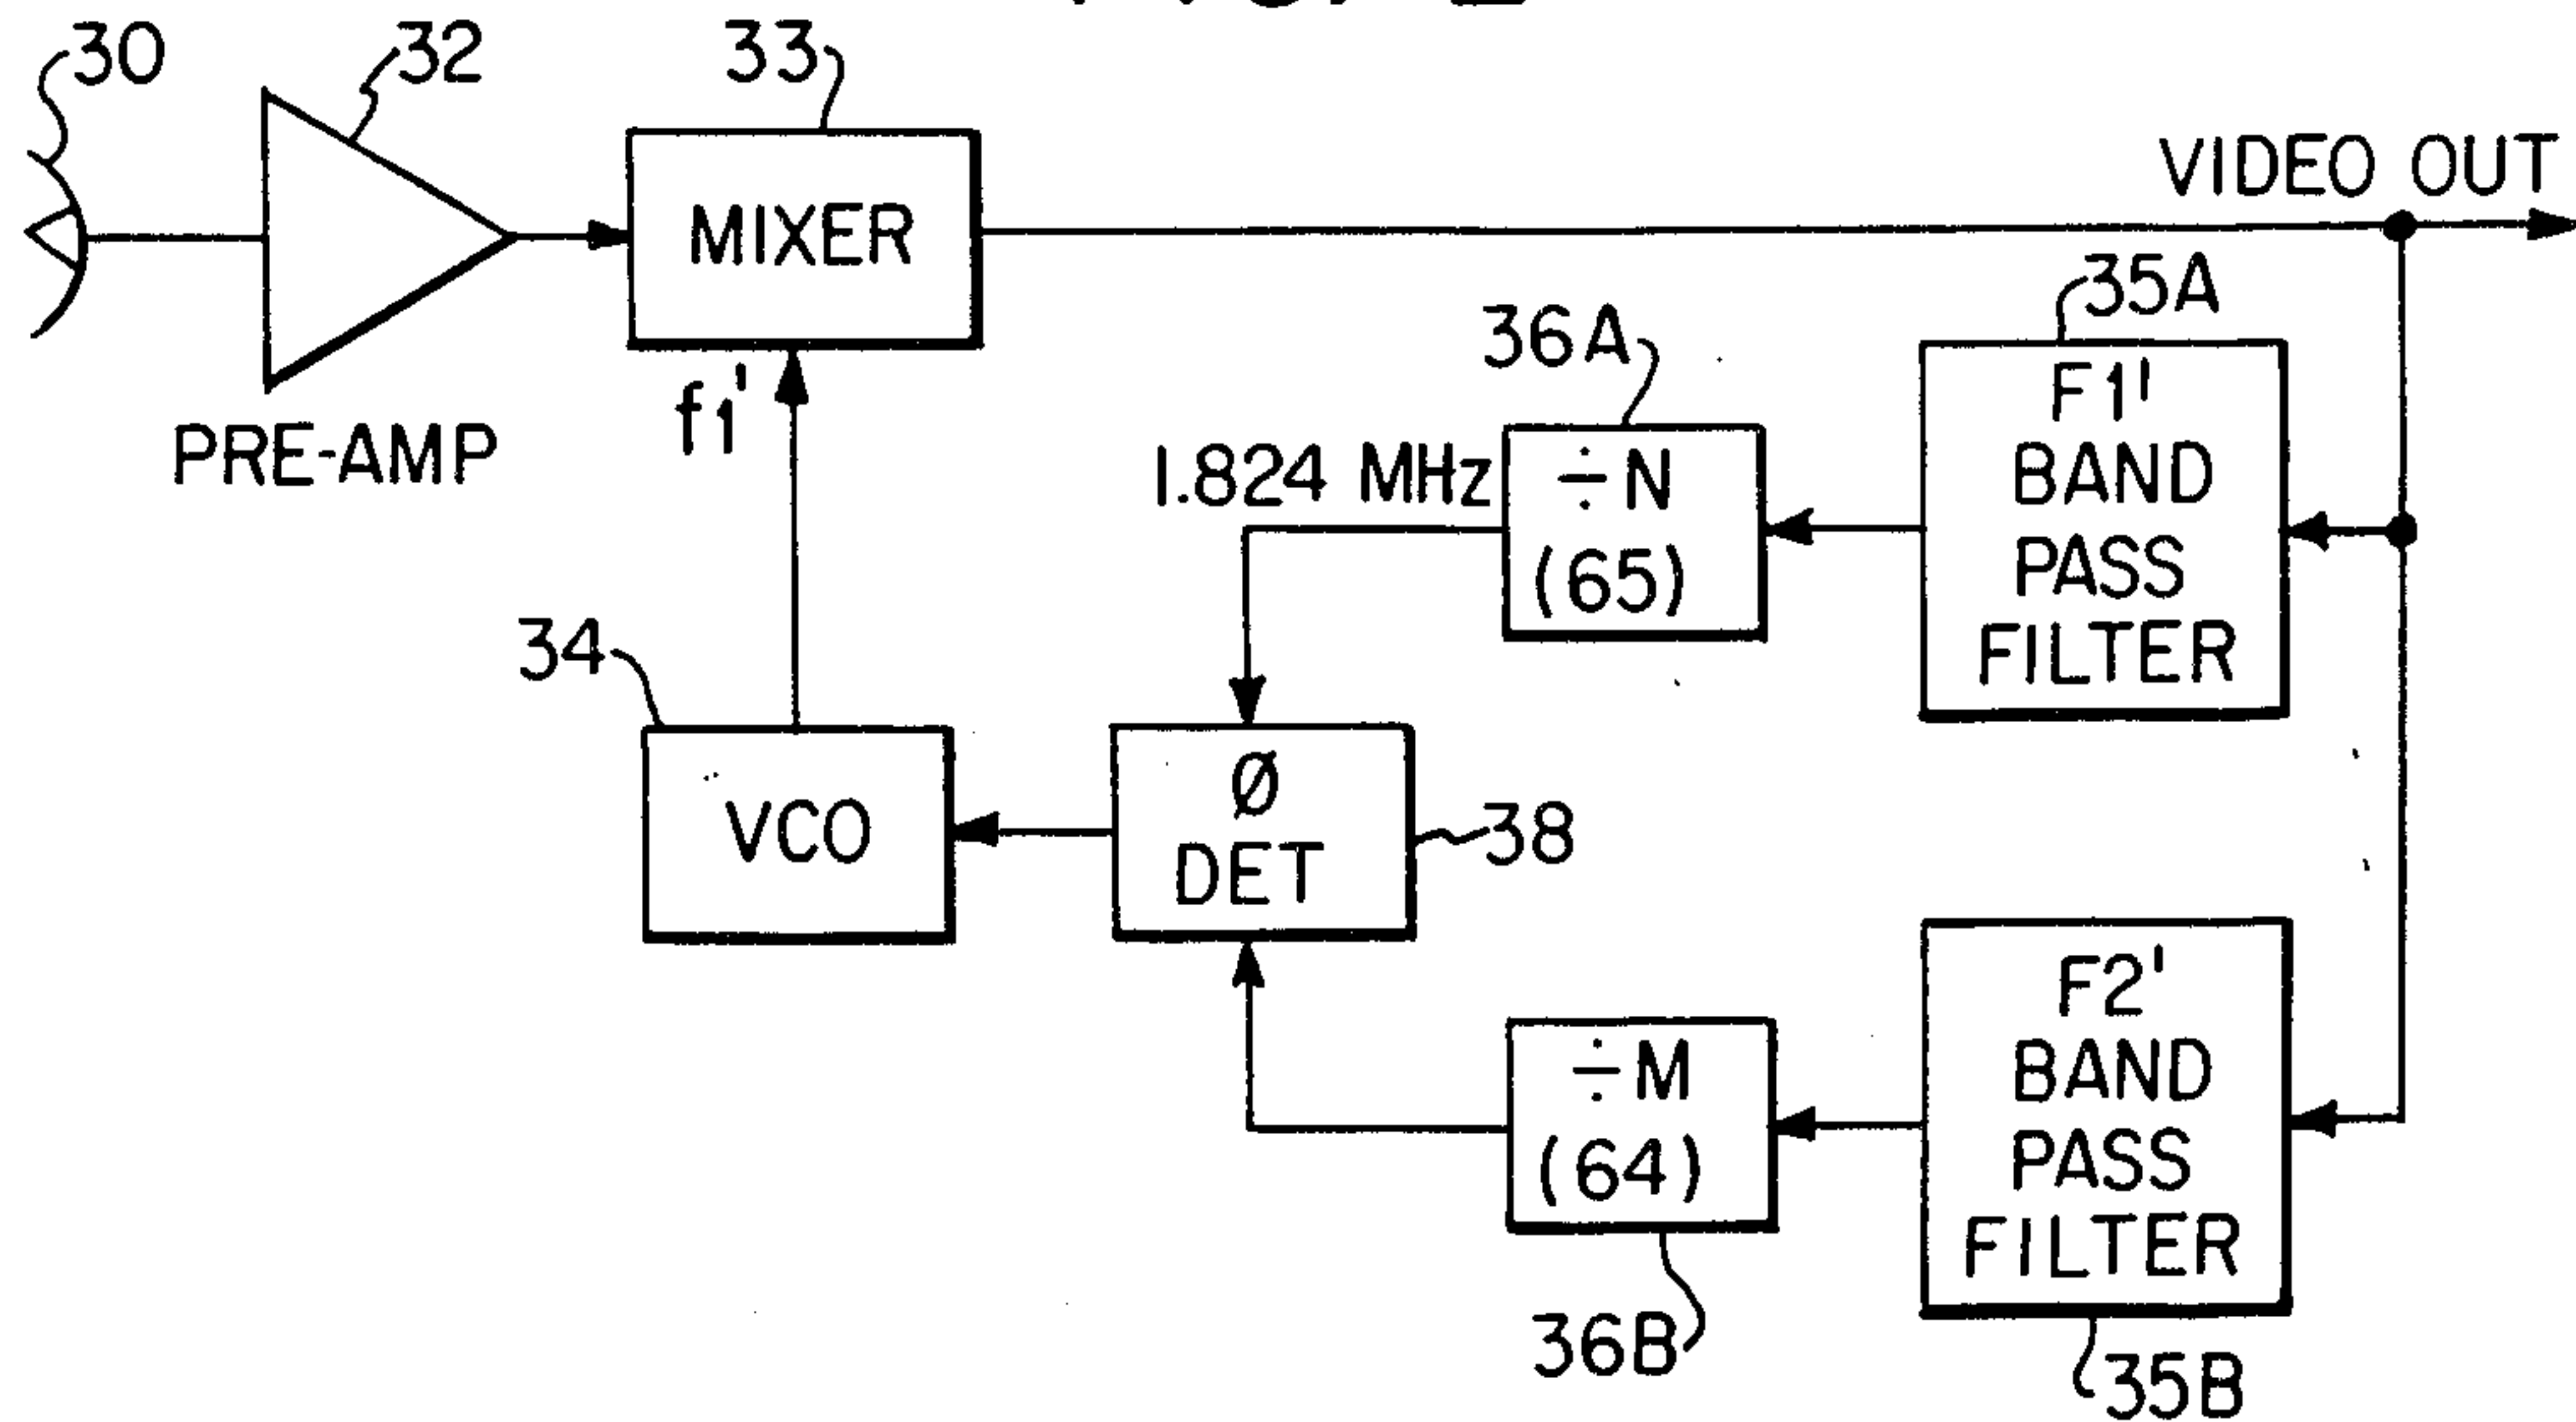 30
32
33
VIDEO OUT
MIXER
35A
36A
f1'
PRE-AMP
1.824 MHz
÷N
(65)
F1'
BAND
PASS
FILTER
34
VCO
Ø
DET
38
÷M
(64)
F2'
BAND
PASS
FILTER
36B
35B